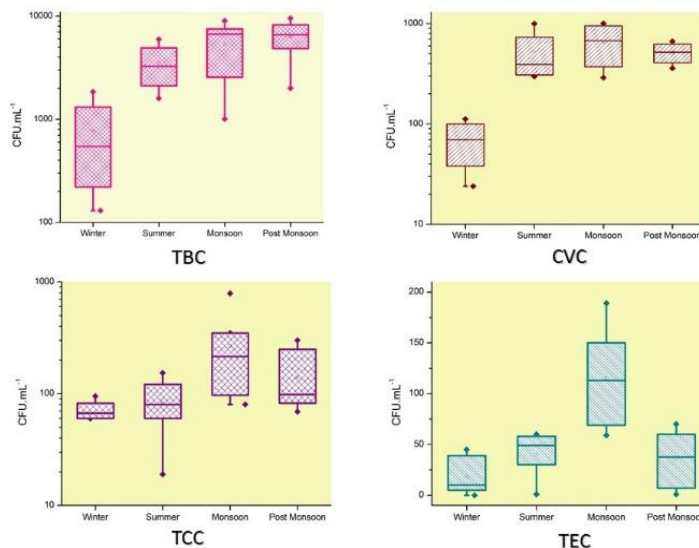 10000
1000
100
CFU.mL⁻¹
Winter Summer Monsoon Post Monsoon
TBC
1000
100
10
CFU.mL⁻¹
Winter Summer Monsoon Post Monsoon
CVC
1000
100
10
CFU.mL⁻¹
Winter Summer Monsoon Post Monsoon
TCC
200
150
100
50
0
CFU.mL⁻¹
Winter Summer Monsoon Post Monsoon
TEC